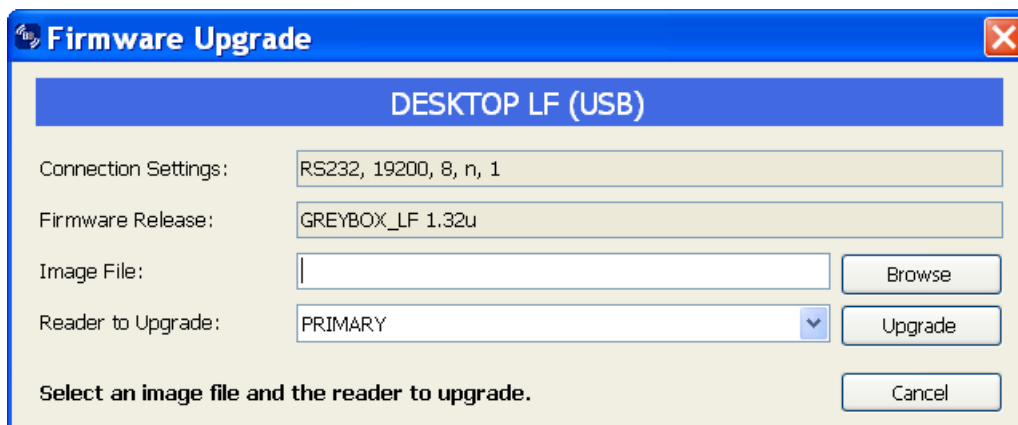 Firmware Upgrade
DESKTOP LF (USB)
Connection Settings: RS232, 19200, 8, n, 1
Firmware Release: GREYBOX_LF 1.32u
Image File: Browse
Reader to Upgrade: PRIMARY Upgrade
Select an image file and the reader to upgrade. Cancel